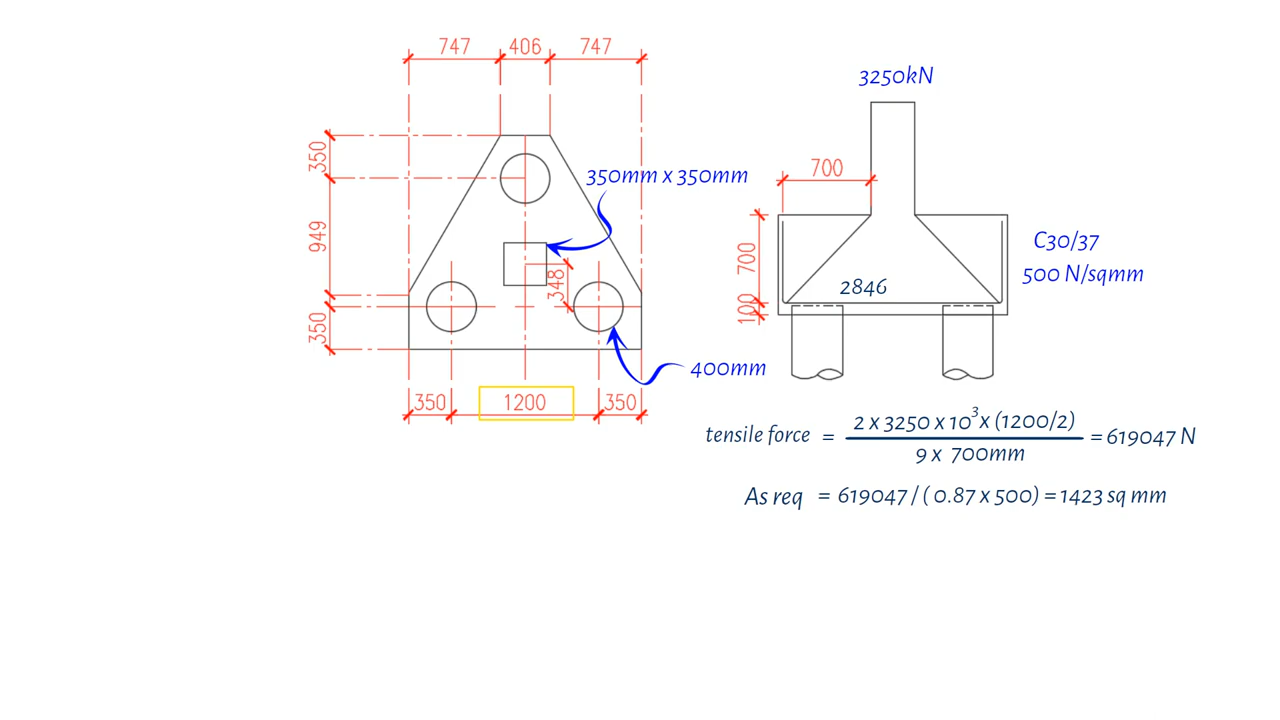 747 406 747
3250kN
350
350mm x 350mm
700
949
348
700
C30/37
500 N/sqmm
2846
100
350
400mm
350 1200 350
tensile force = 2 x 3250 x 10³ x (1200/2) / 9 x 700mm = 619047 N
As req = 619047 / ( 0.87 x 500) = 1423 sq mm